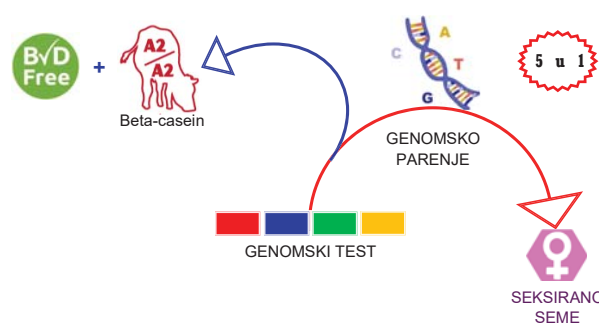 BVD
Free
+
A2
A2
Beta-casein
A
C
T
G
5 u 1
GENOMSKO
PARENJE
GENOMSKI TEST
SEKSIRANO
SEME